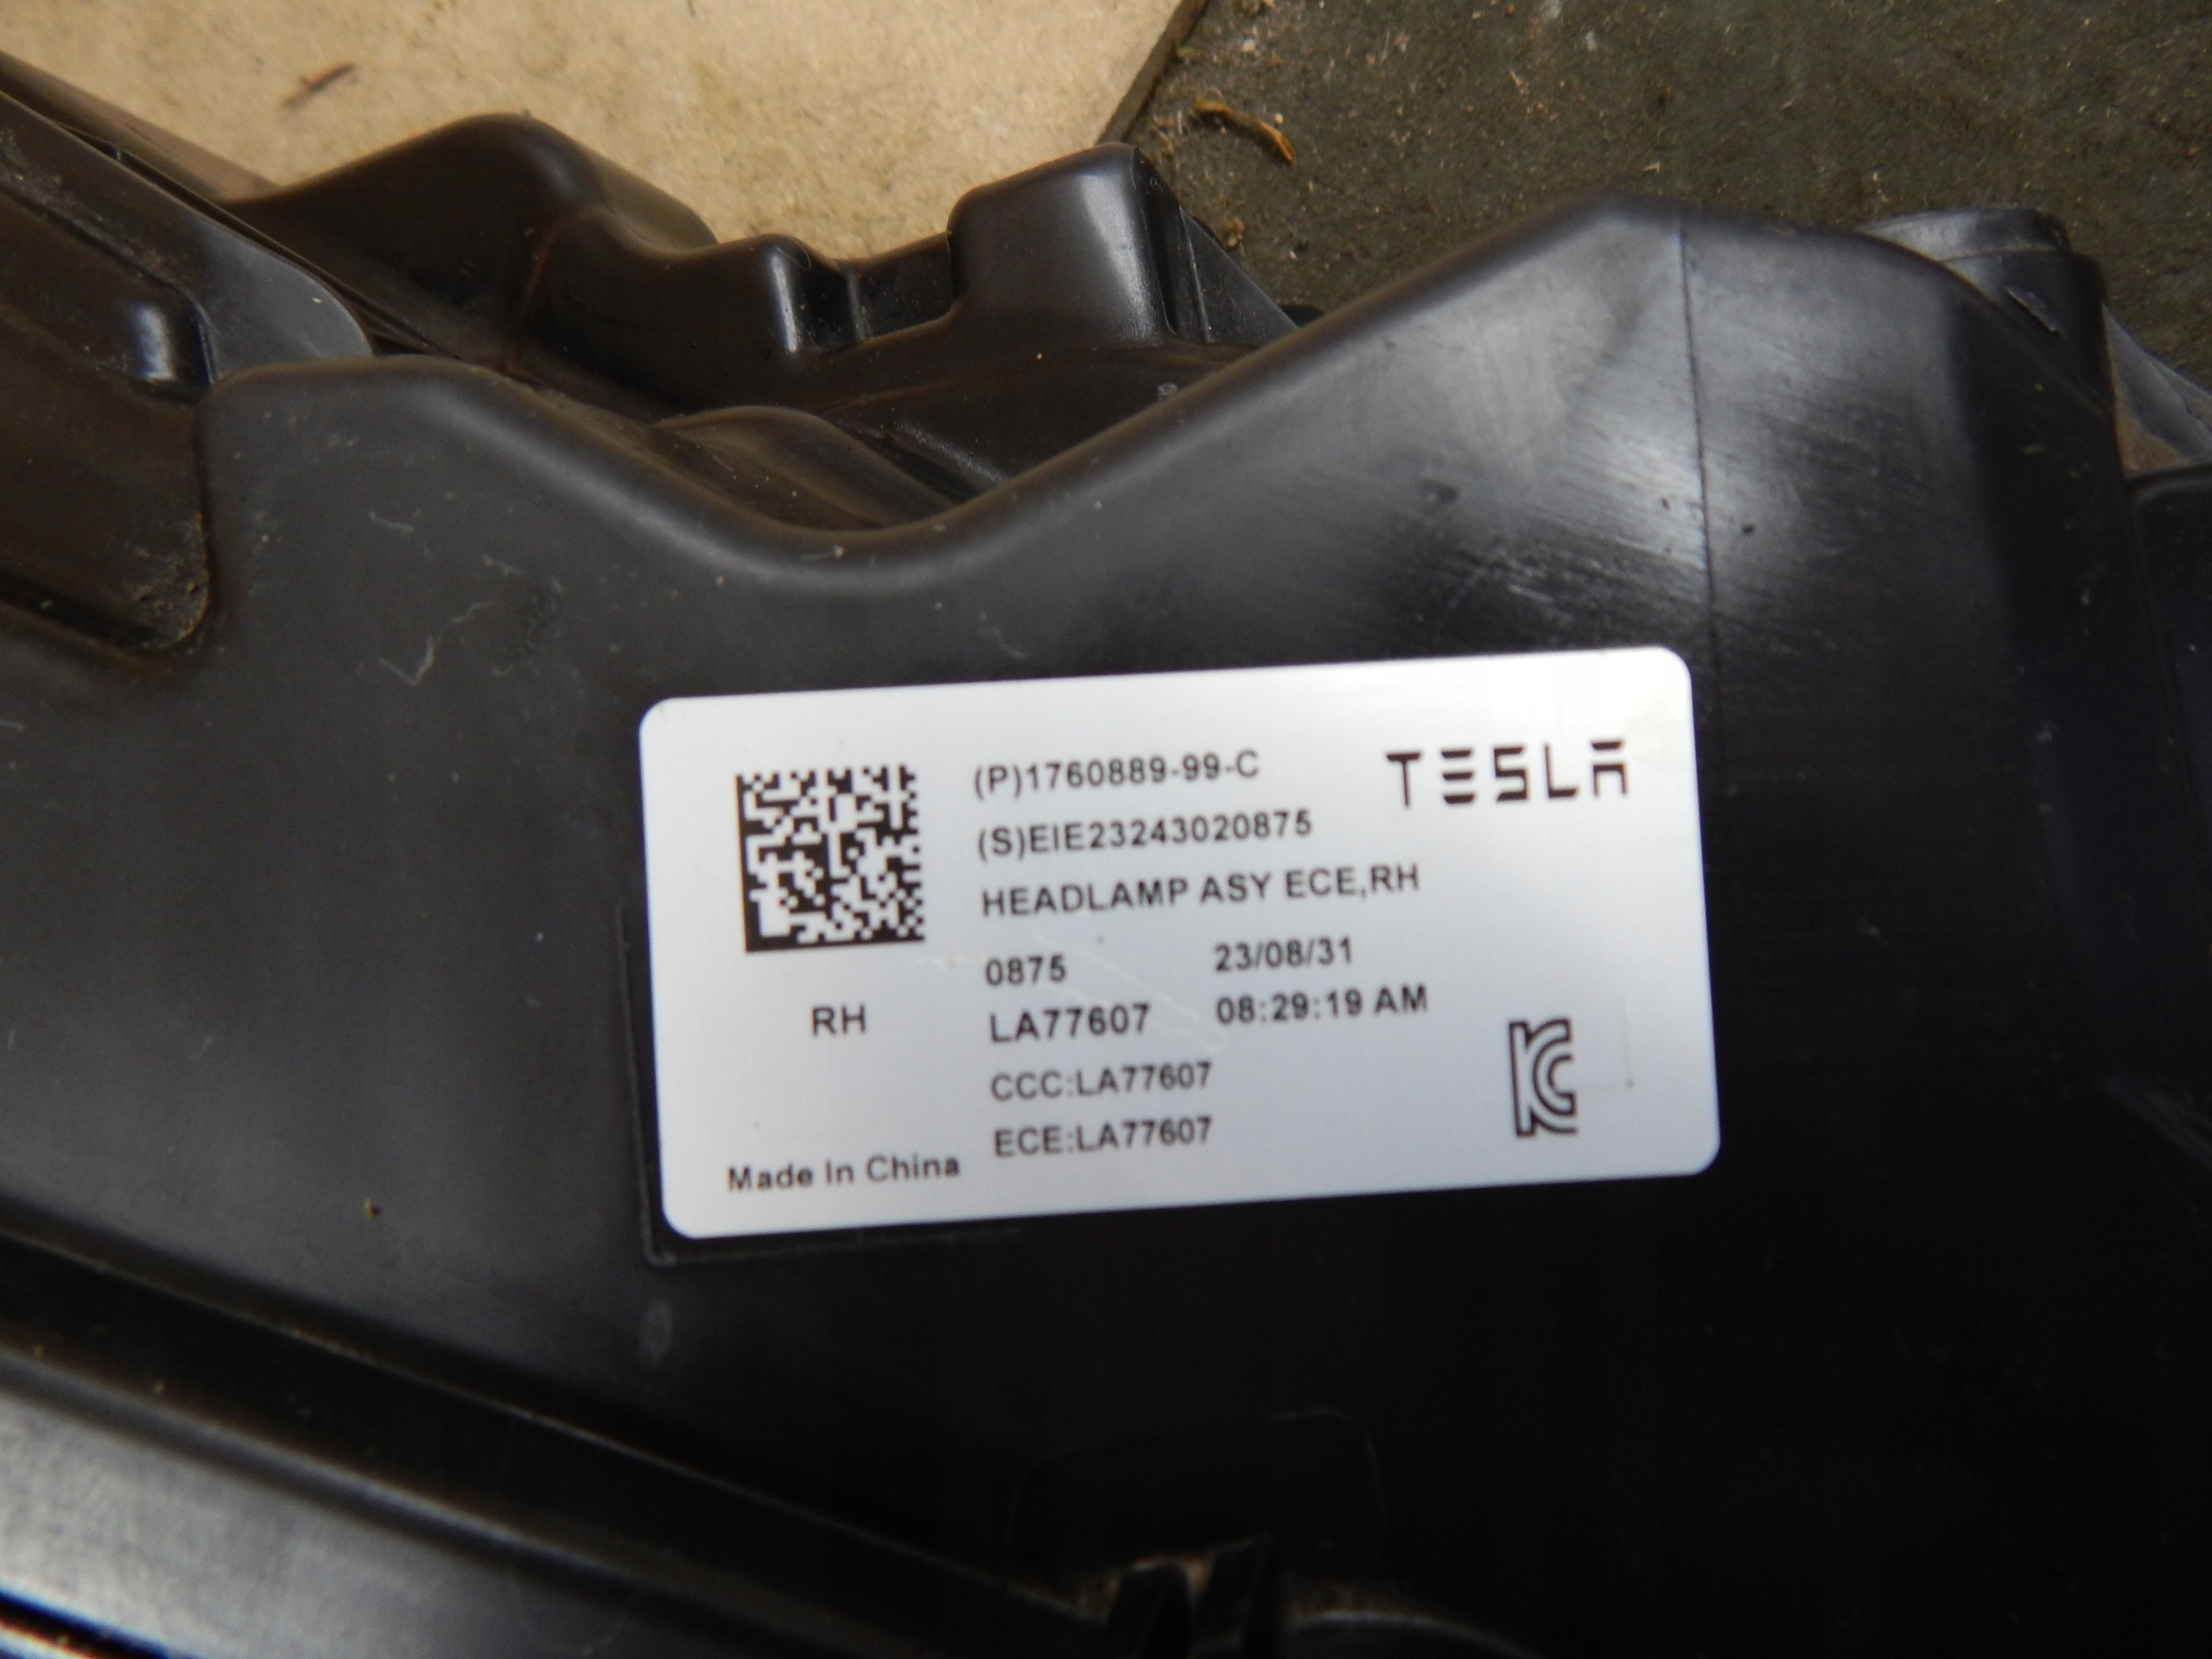 (P)1760889-99-C
TESLA
(S)EIE23243020875
HEADLAMP ASY ECE,RH
0875 23/08/31
RH LA77607 08:29:19 AM
CCC:LA77607
ECE:LA77607
Made In China